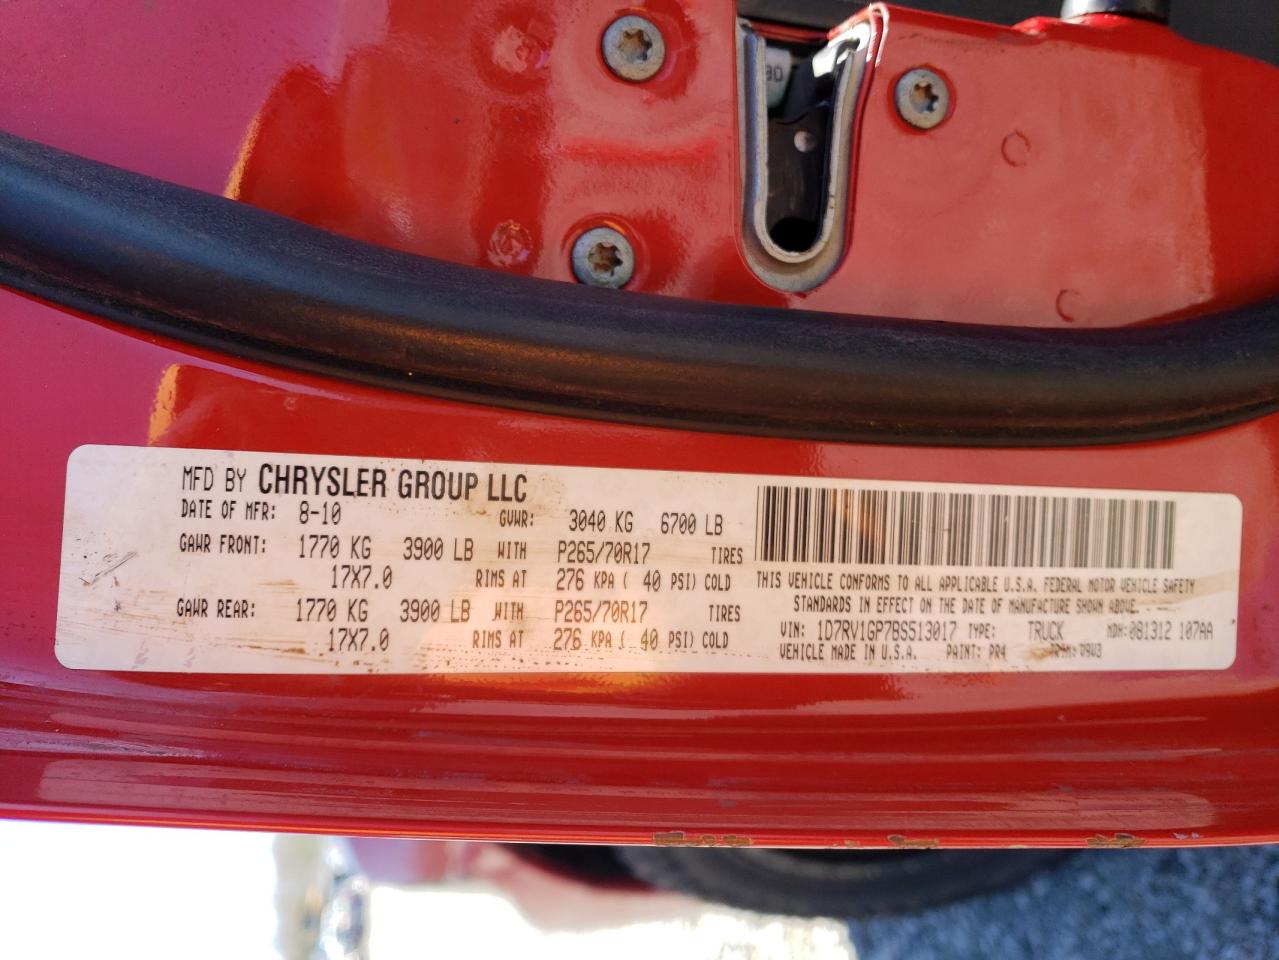 MFD BY CHRYSLER GROUP LLC
DATE OF MFR: 8-10 GVWR: 3040 KG 6700 LB
GAWR FRONT: 1770 KG 3900 LB WITH P265/70R17 TIRES
17X7.0 RIMS AT 276 KPA ( 40 PSI) COLD
GAWR REAR: 1770 KG 3900 LB WITH P265/70R17 TIRES
17X7.0 RIMS AT 276 KPA ( 40 PSI) COLD
THIS VEHICLE CONFORMS TO ALL APPLICABLE U.S.A. FEDERAL MOTOR VEHICLE SAFETY
STANDARDS IN EFFECT ON THE DATE OF MANUFACTURE SHOWN ABOVE.
VIN: 1D7RV1GP7BS513017 TYPE: TRUCK MDH: 081312 107AA
VEHICLE MADE IN U.S.A. PAINT: PR4 TRIM: V9V3